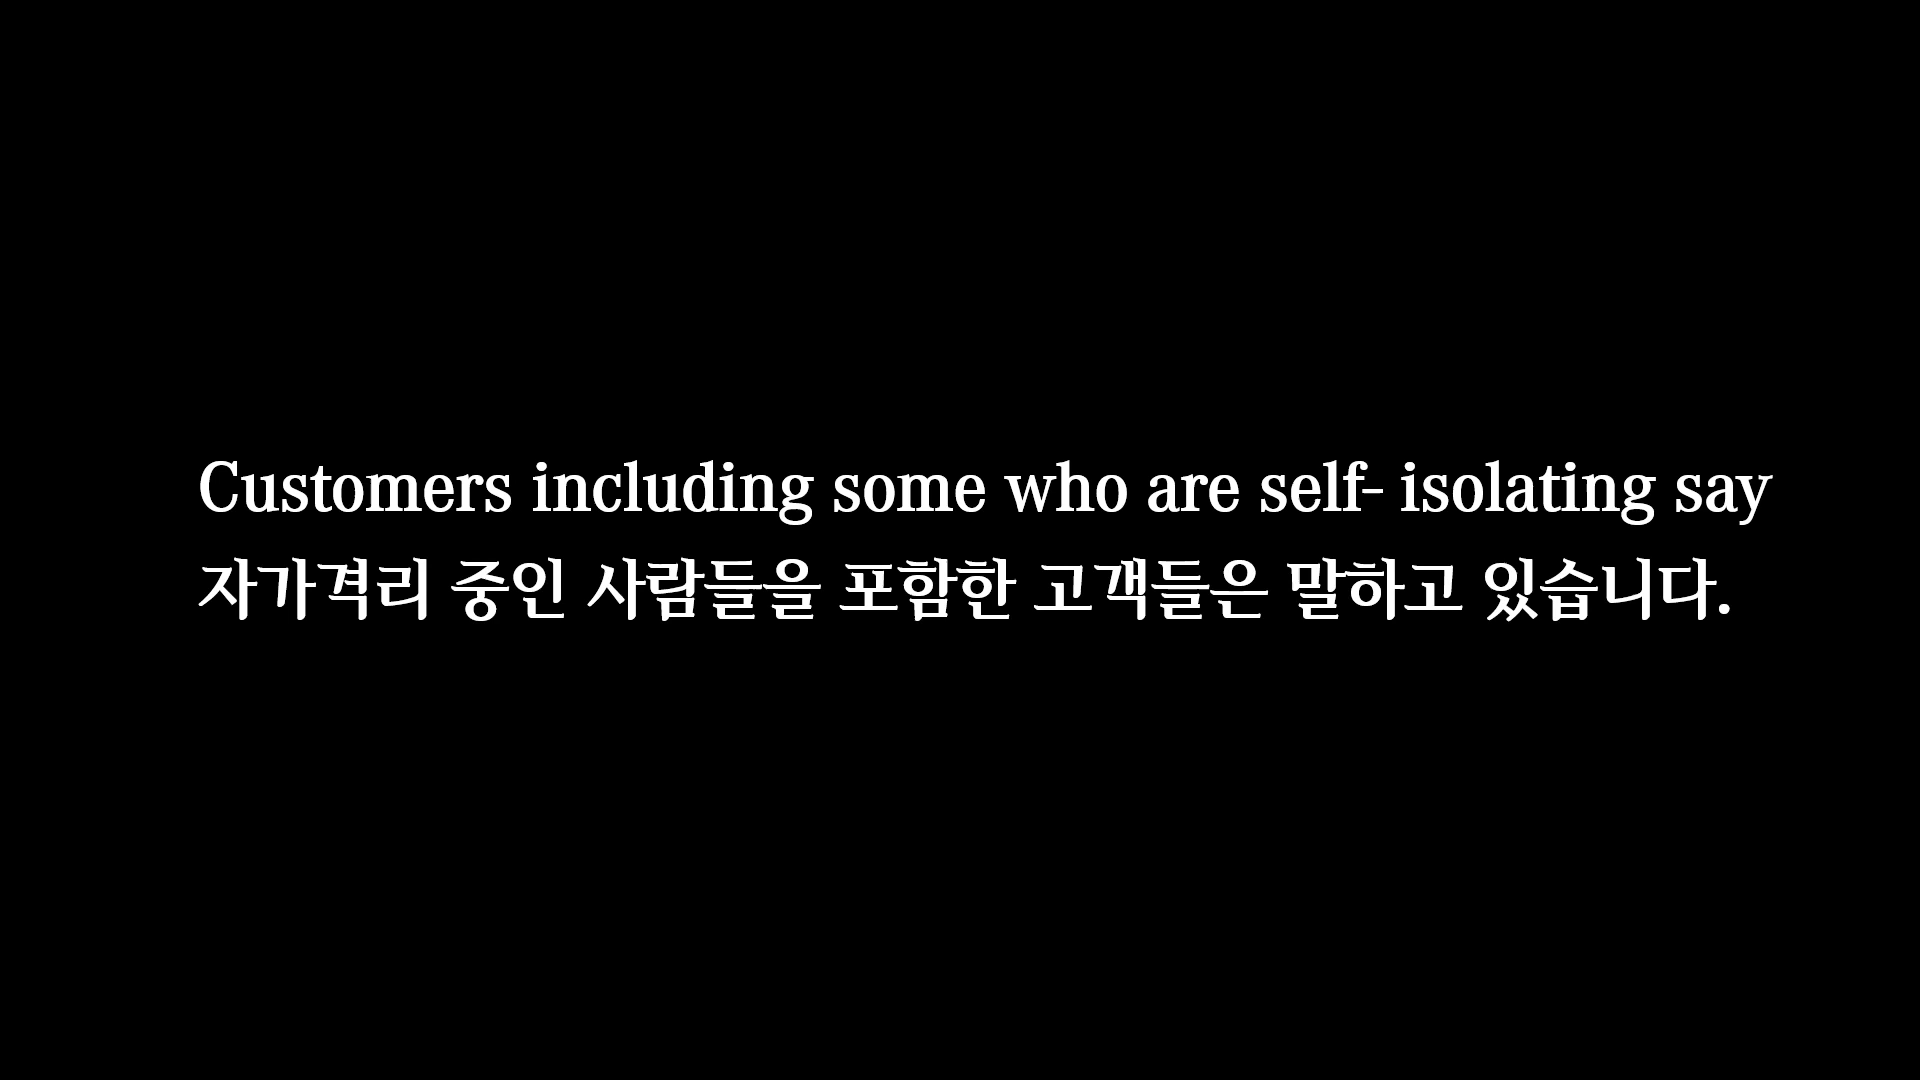 Customers including some who are self- isolating say
자가격리 중인 사람들을 포함한 고객들은 말하고 있습니다.